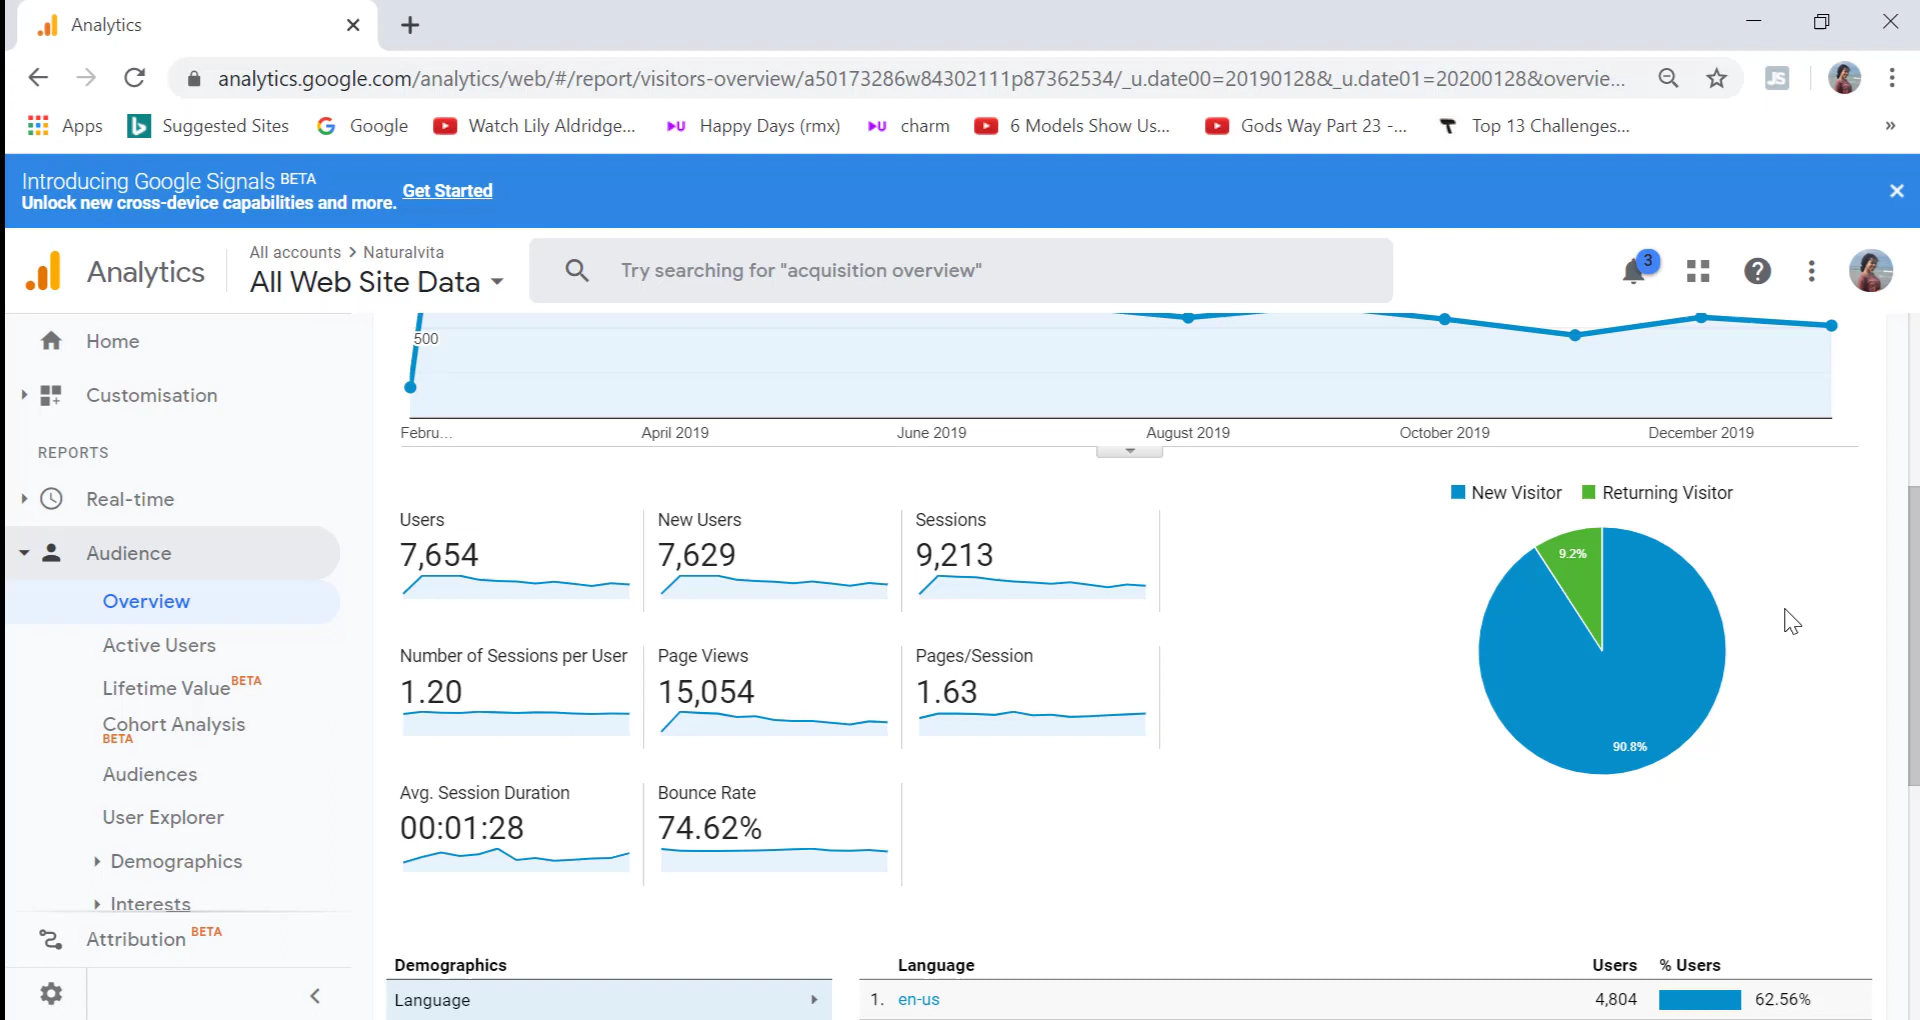 Analytics
analytics.google.com/analytics/web/#/report/visitors-overview/a50173286w84302111p87362534/_u.date00=20190128&_u.date01=20200128&overvie...
JS
Apps
Suggested Sites
Google
Watch Lily Aldridge...
Happy Days (rmx)
charm
6 Models Show Us...
Gods Way Part 23 -...
Top 13 Challenges...
»
Introducing Google Signals BETA
Unlock new cross-device capabilities and more.
Get Started
Analytics
All accounts > Naturalvita
All Web Site Data
Try searching for "acquisition overview"
3
Home
Customisation
REPORTS
Real-time
Audience
Overview
Active Users
Lifetime Value BETA
Cohort Analysis
BETA
Audiences
User Explorer
Demographics
Interests
Attribution BETA
500
Febru...
April 2019
June 2019
August 2019
October 2019
December 2019
New Visitor
Returning Visitor
9.2%
90.8%
Users
7,654
New Users
7,629
Sessions
9,213
Number of Sessions per User
1.20
Page Views
15,054
Pages/Session
1.63
Avg. Session Duration
00:01:28
Bounce Rate
74.62%
Demographics
Language
Language
Users
% Users
1. en-us
4,804
62.56%